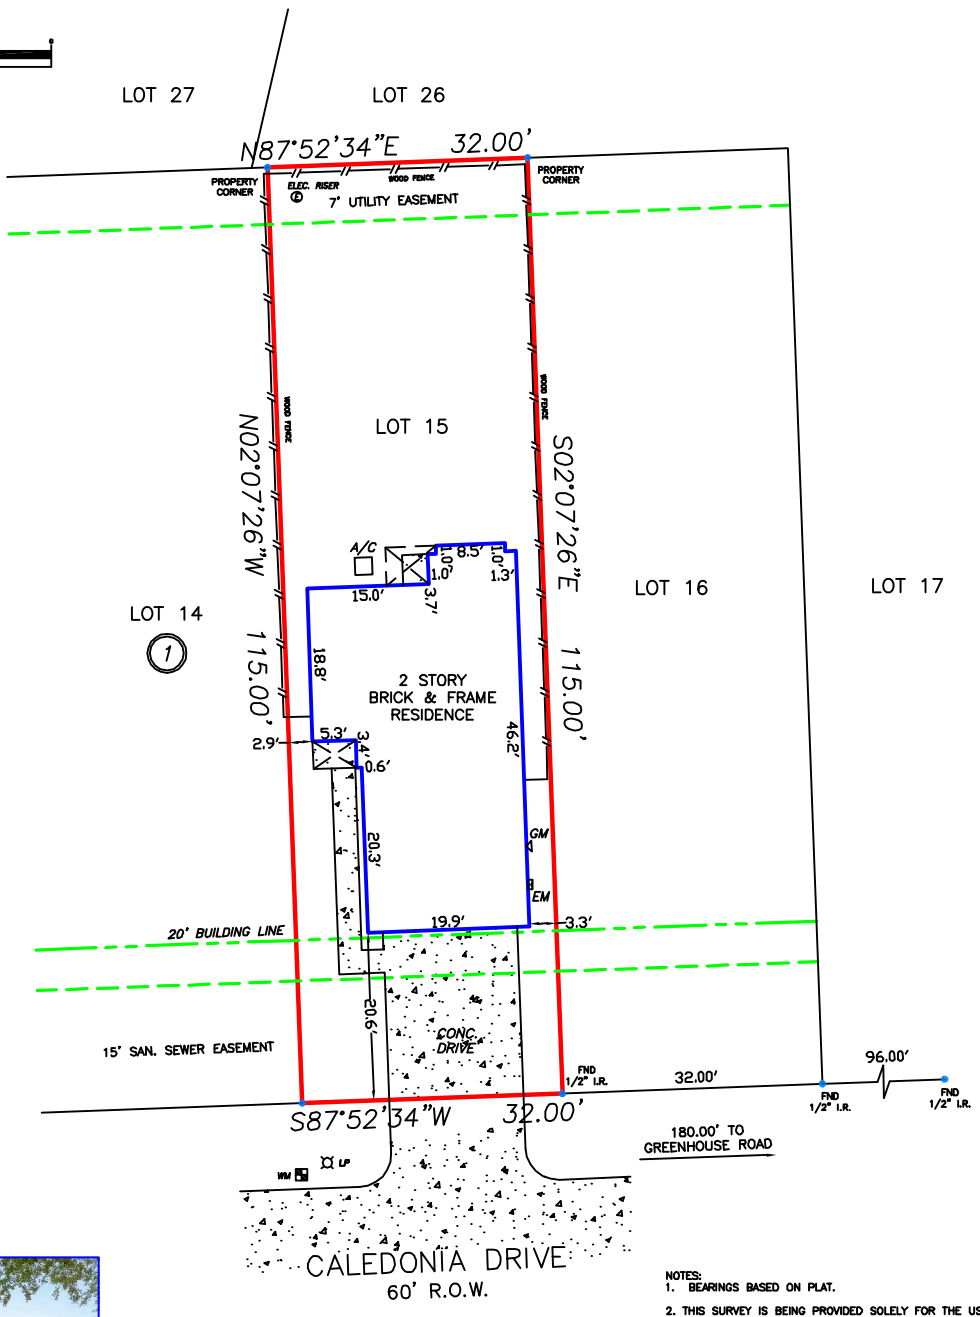 0
LOT 27
LOT 26
N87°52'34"E 32.00'
PROPERTY
CORNER
ELEC. RISER
E
WOOD FENCE
7' UTILITY EASEMENT
PROPERTY
CORNER
WOOD FENCE
WOOD FENCE
LOT 15
N02°07'26"W 115.00'
S02°07'26"E 115.00'
A/C
1.0'
8.5'
1.0'
1.0'
1.3'
15.0'
3.7'
LOT 14
1
LOT 16
LOT 17
18.8'
2 STORY
BRICK & FRAME
RESIDENCE
46.2'
2.9'
5.3'
3.4'
0.6'
20.3'
GM
EM
19.9'
3.3'
20' BUILDING LINE
20.6'
CONC.
DRIVE
15' SAN. SEWER EASEMENT
FND
1/2" I.R.
32.00'
96.00'
FND
1/2" I.R.
FND
1/2" I.R.
S87°52'34"W 32.00'
180.00' TO
GREENHOUSE ROAD
WM
LP
CALEDONIA DRIVE
60' R.O.W.
NOTES:
1. BEARINGS BASED ON PLAT.
2. THIS SURVEY IS BEING PROVIDED SOLELY FOR THE US